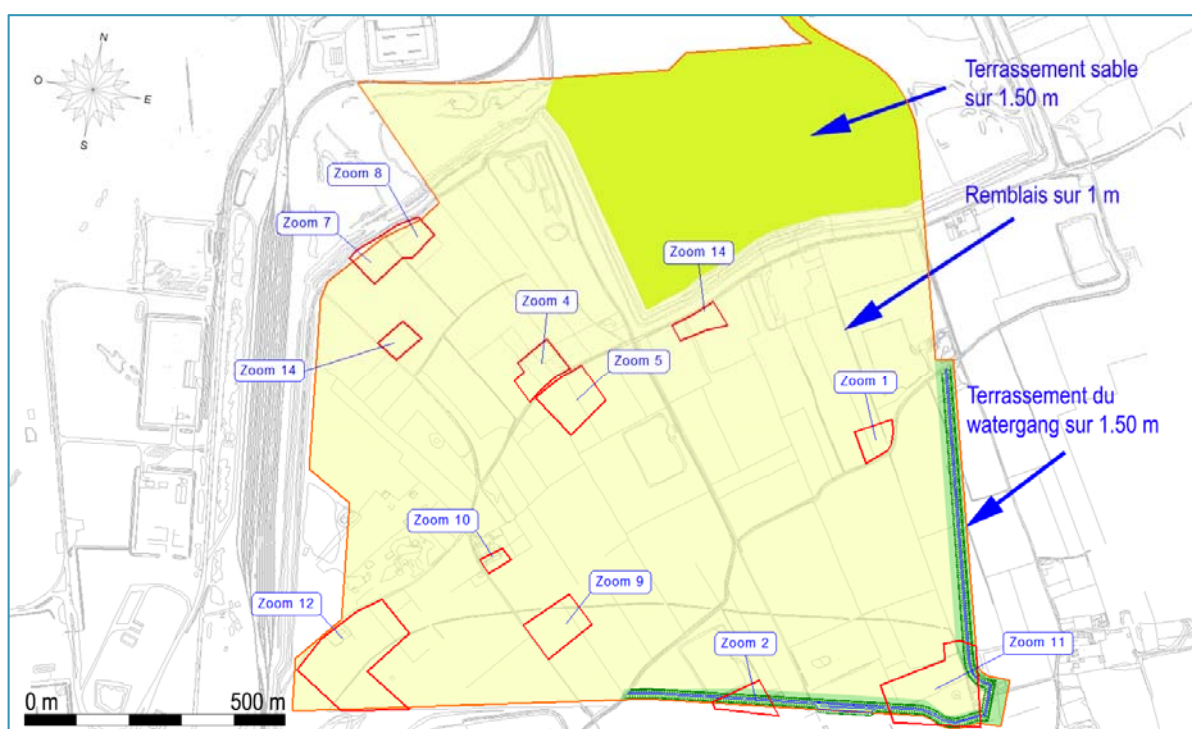 N
O
E
S
Terrassement sable
sur 1.50 m
Zoom 8
Remblais sur 1 m
Zoom 7
Zoom 14
Zoom 4
Zoom 5
Zoom 14
Zoom 1
Terrassement du
watergang sur 1.50 m
Zoom 10
Zoom 9
Zoom 12
Zoom 2
Zoom 11
0 m
500 m